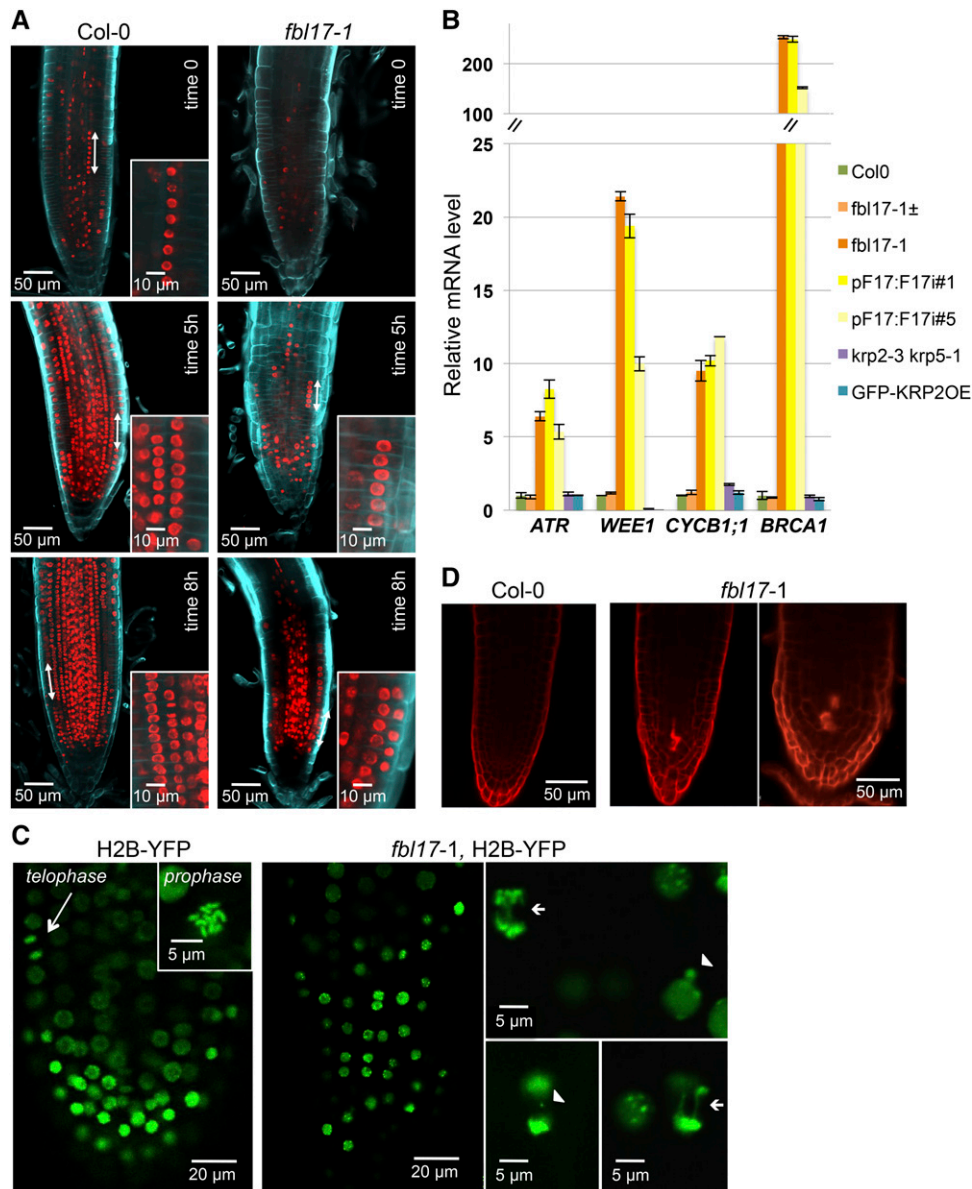 A
Col-0
fbl17-1
time 0
50 µm
10 µm
time 0
50 µm
time 5h
50 µm
10 µm
time 5h
50 µm
10 µm
time 8h
50 µm
10 µm
time 8h
50 µm
10 µm
B
Relative mRNA level
200
100
25
20
15
10
5
0
ATR
WEE1
CYCB1;1
BRCA1
Col0
fbl17-1±
fbl17-1
pF17:F17i#1
pF17:F17i#5
krp2-3 krp5-1
GFP-KRP2OE
D
Col-0
fbl17-1
50 µm
50 µm
50 µm
C
H2B-YFP
fbl17-1, H2B-YFP
telophase
prophase
5 µm
20 µm
20 µm
5 µm
5 µm
5 µm